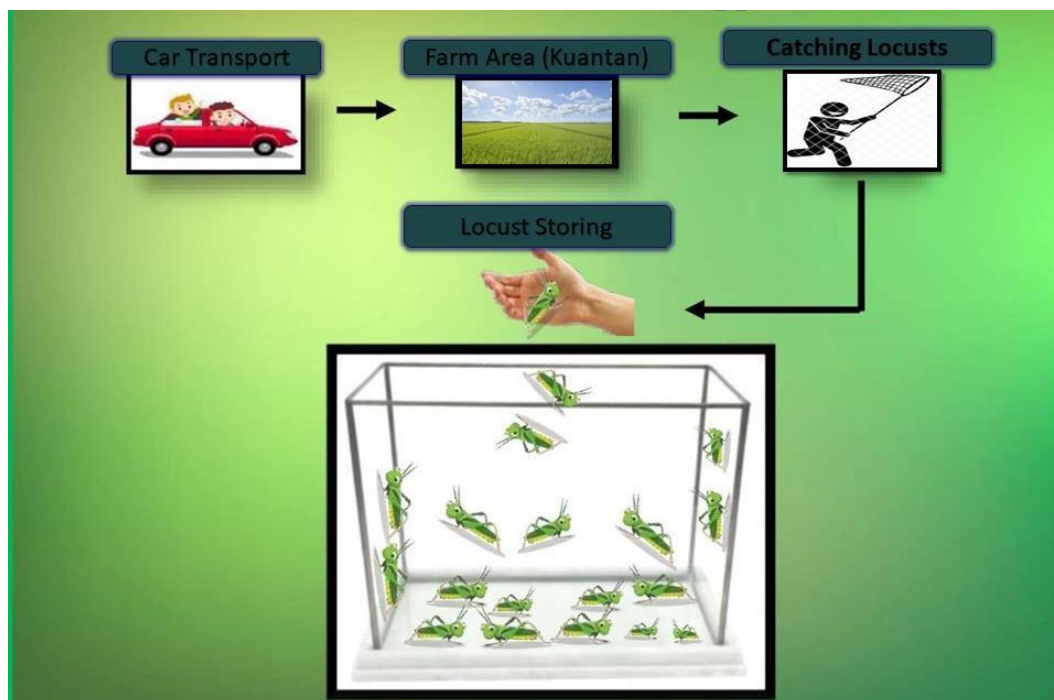 Car Transport
Farm Area (Kuantan)
Catching Locusts
Locust Storing